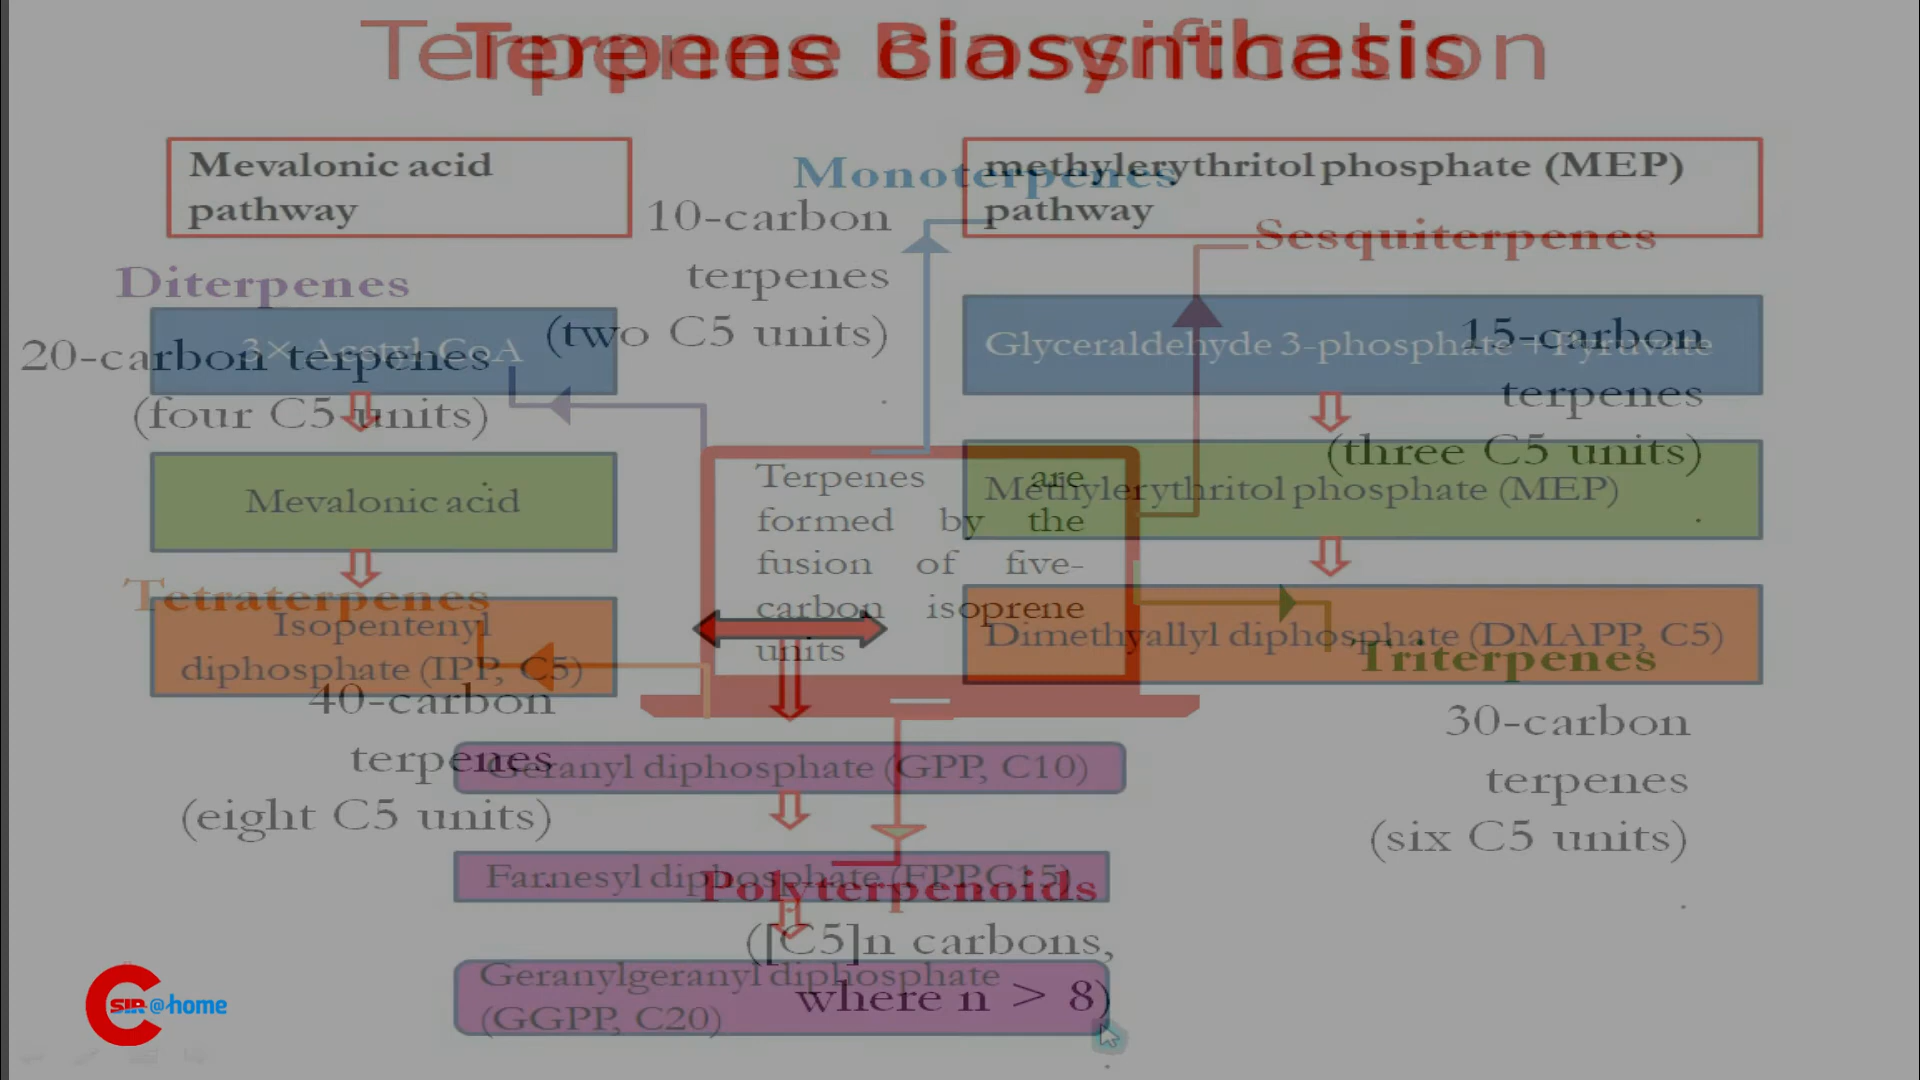 Terpene Classification
Terpene Biosynthesis
Mevalonic acid
pathway
methylerythritol phosphate (MEP)
pathway
Monoterpenes
10-carbon
terpenes
(two C5 units)
Sesquiterpenes
15-carbon
terpenes
(three C5 units)
Diterpenes
20-carbon terpenes
(four C5 units)
3× Acetyl-CoA
Glyceraldehyde 3-phosphate + Pyruvate
Mevalonic acid
Methylerythritol phosphate (MEP)
Terpenes are
formed by the
fusion of five-
carbon isoprene
units
Tetraterpenes
40-carbon
terpenes
(eight C5 units)
Isopentenyl
diphosphate (IPP, C5)
Dimethyallyl diphosphate (DMAPP, C5)
Triterpenes
30-carbon
terpenes
(six C5 units)
Geranyl diphosphate (GPP, C10)
Farnesyl diphosphate (FPP,C15)
Polyterpenoids
([C5]n carbons,
where n > 8)
Geranylgeranyl diphosphate
(GGPP, C20)
CSIR@home